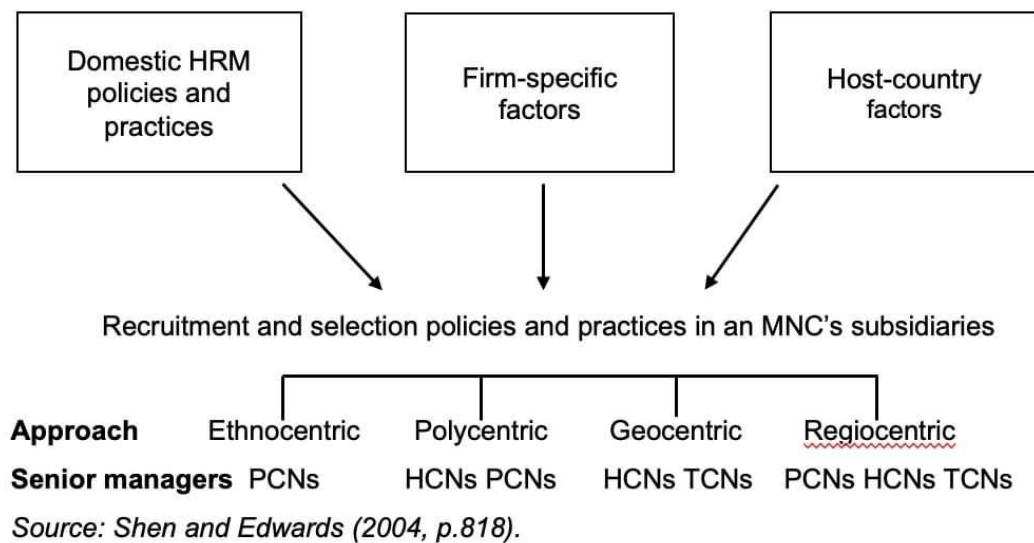 Domestic HRM
policies and
practices
Firm-specific
factors
Host-country
factors
Recruitment and selection policies and practices in an MNC's subsidiaries
Approach Ethnocentric Polycentric Geocentric Regiocentric
Senior managers PCNs HCNs PCNs HCNs TCNs PCNs HCNs TCNs
Source: Shen and Edwards (2004, p.818).